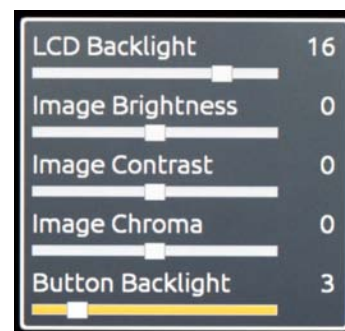 LCD Backlight 16
Image Brightness 0
Image Contrast 0
Image Chroma 0
Button Backlight 3